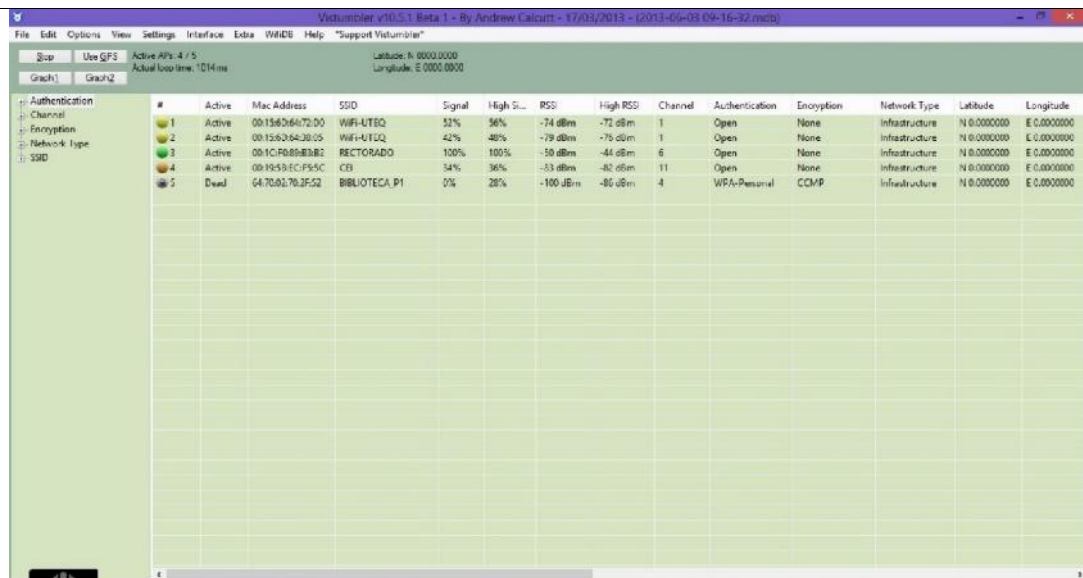 Vistumbler v10.5.1 Beta 1 - By Andrew Calcutt - 17/03/2013 - (2013-06-03 09-16-32.mdb)
File Edit Options View Settings Interface Extra WifiDB Help *Support Vistumbler*
Stop Use GPS Active APs: 4 / 5 Latitude: N 0000.0000
Actual loop time: 1014 ms Longitude: E 0000.0000
Graph1 Graph2
Authentication
Channel
Encryption
Network Type
SSID
# Active Mac Address SSID Signal High Si... RSSI High RSSI Channel Authentication Encryption Network Type Latitude Longitude
1 Active 00:15:6D:64:72:D0 WiFi-UTEQ 52% 56% -74 dBm -72 dBm 1 Open None Infrastructure N 0.0000000 E 0.0000000
2 Active WiFi-UTEQ 42% 48% -79 dBm -76 dBm 1 Open None Infrastructure N 0.0000000 E 0.0000000
3 Active RECTORADO 100% 100% -50 dBm -44 dBm 6 Open None Infrastructure N 0.0000000 E 0.0000000
4 Active 34% 36% -83 dBm -82 dBm 11 Open None Infrastructure N 0.0000000 E 0.0000000
5 Dead 64:70:02:70:2F:52 BIBLIOTECA_P1 0% 28% -100 dBm -86 dBm 4 WPA-Personal CCMP Infrastructure N 0.0000000 E 0.0000000